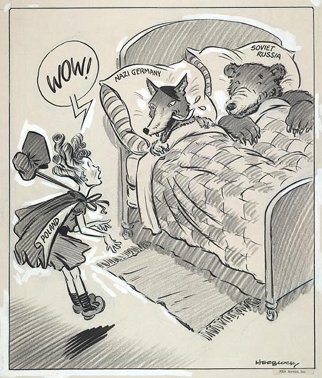 WOW!
NAZI GERMANY
SOVIET
RUSSIA
POLAND
HERBLOCK